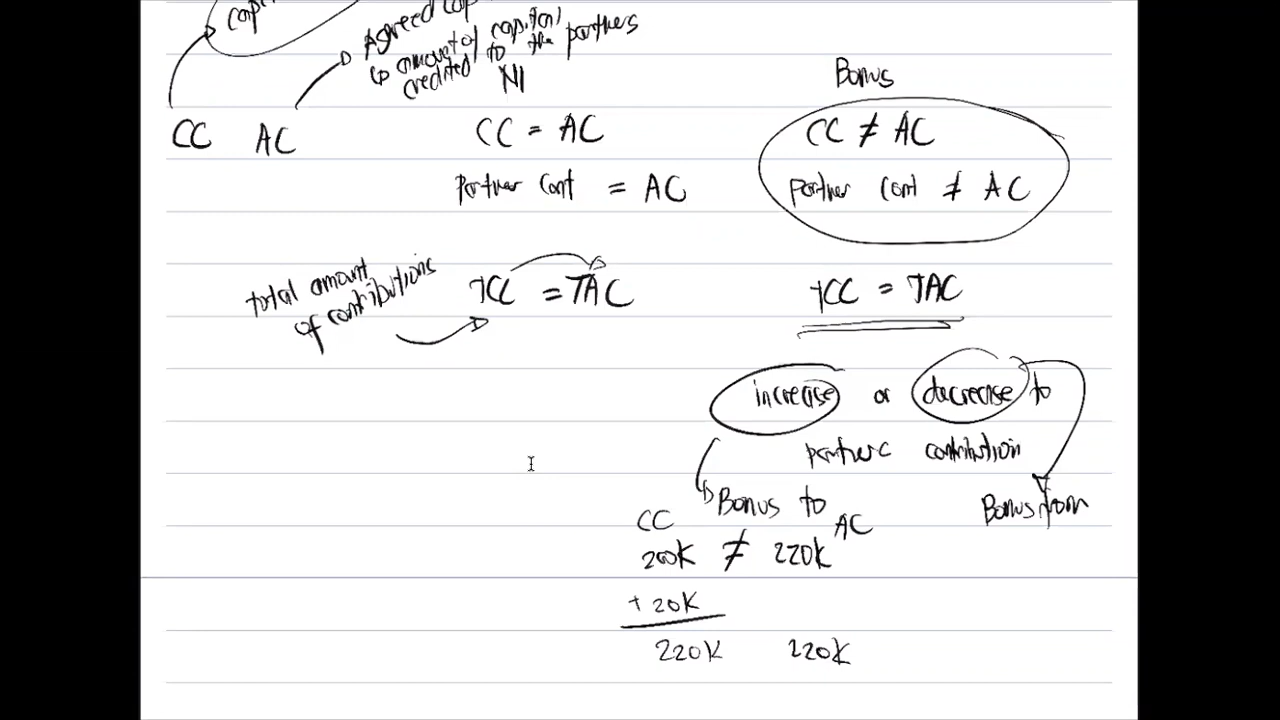 Agreed
↳ amount of capital
credited to the partners
NI
Bonus
CC AC
CC = AC
CC ≠ AC
partner Cont = AC
partner Cont ≠ AC
total amount
of contributions
TCC = TAC
TCC = TAC
increase or decrease to
partners contribution
Bonus to
Bonus from
CC AC
200K ≠ 220K
+ 20K
220K 220K